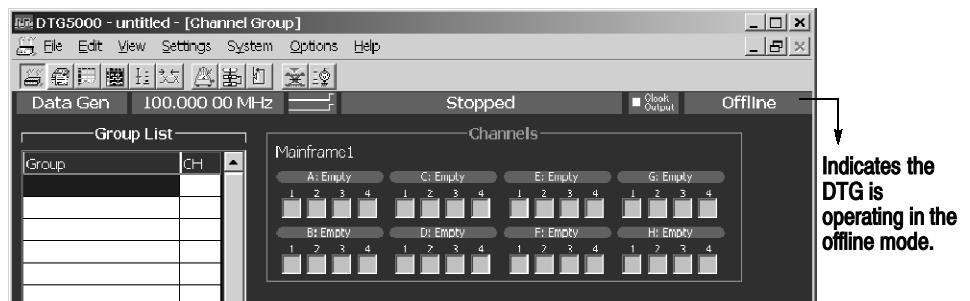 DTG5000 - untitled - [Channel Group]
File Edit View Settings System Options Help
Data Gen 100.000 00 MHz Stopped Clock Output Offline
Group List
Group CH
Channels
Mainframe1
A: Empty C: Empty E: Empty G: Empty
1 2 3 4 1 2 3 4 1 2 3 4 1 2 3 4
B: Empty D: Empty F: Empty H: Empty
1 2 3 4 1 2 3 4 1 2 3 4 1 2 3 4
Indicates the
DTG is
operating in the
offline mode.